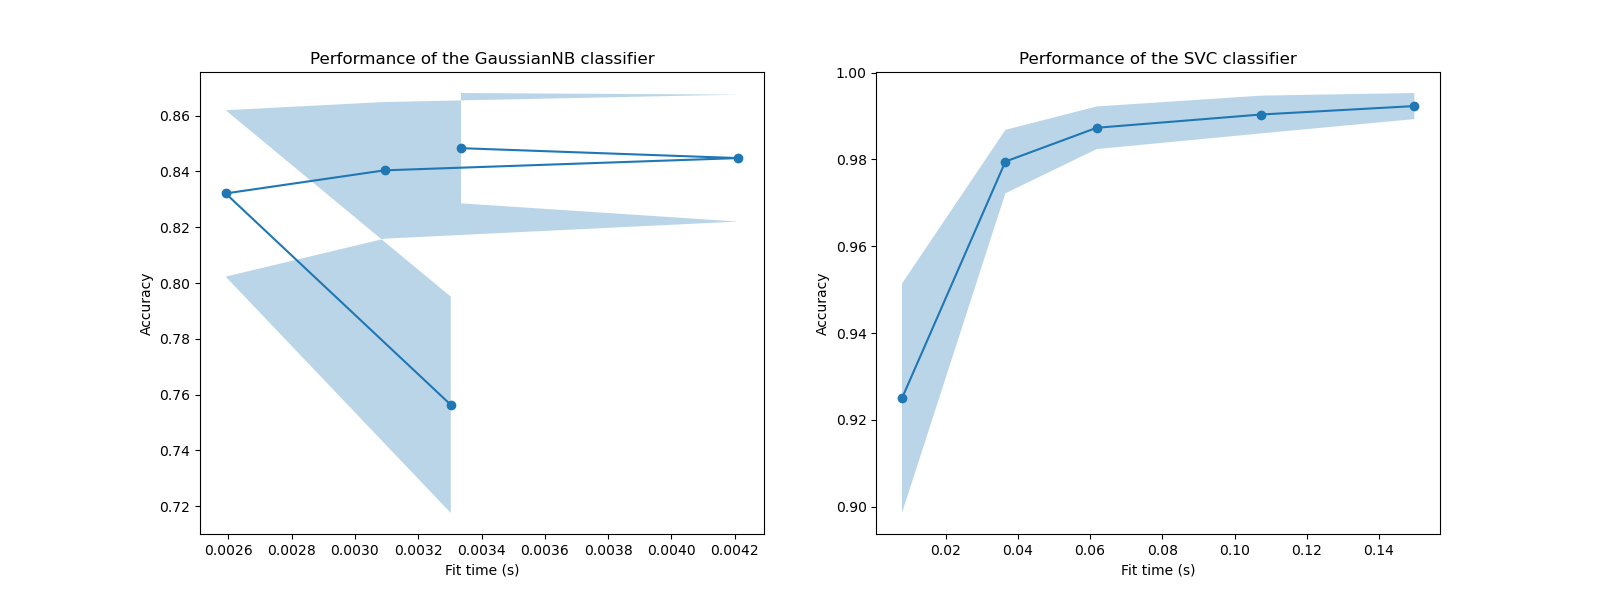 Performance of the GaussianNB classifier
0.86
0.84
0.82
0.80
0.78
0.76
0.74
0.72
Accuracy
0.0026 0.0028 0.0030 0.0032 0.0034 0.0036 0.0038 0.0040 0.0042
Fit time (s)
Performance of the SVC classifier
1.00
0.98
0.96
0.94
0.92
0.90
Accuracy
0.02 0.04 0.06 0.08 0.10 0.12 0.14
Fit time (s)